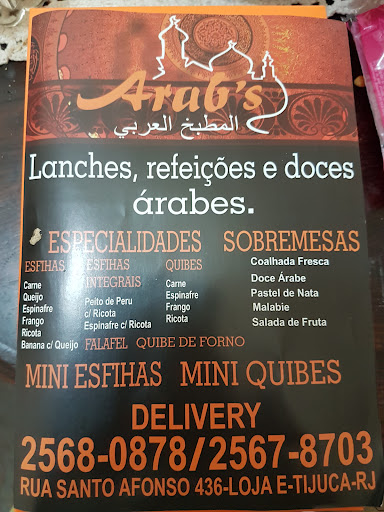 Arab's
المطبخ العربي
Lanches, refeições e doces
árabes.
ESPECIALIDADES
ESFIHAS
Carne
Queijo
Espinafre
Frango
Ricota
Banana c/ Queijo
ESFIHAS
INTEGRAIS
Peito de Peru
c/ Ricota
Espinafre c/ Ricota
FALAFEL
QUIBES
Carne
Espinafre
Frango
Ricota
QUIBE DE FORNO
SOBREMESAS
Coalhada Fresca
Doce Árabe
Pastel de Nata
Malabie
Salada de Fruta
MINI ESFIHAS MINI QUIBES
DELIVERY
2568-0878/2567-8703
RUA SANTO AFONSO 436-LOJA E-TIJUCA-RJ